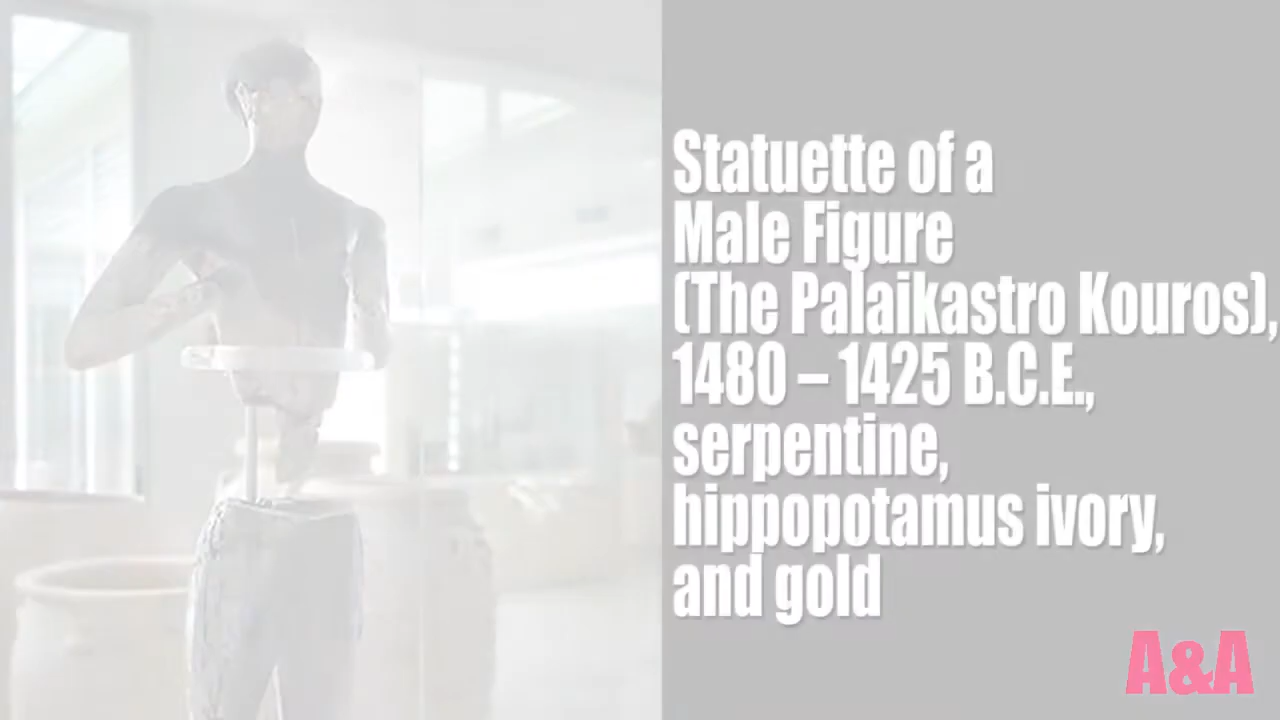 Statuette of a
Male Figure
(The Palaikastro Kouros),
1480 – 1425 B.C.E.,
serpentine,
hippopotamus ivory,
and gold
A&A